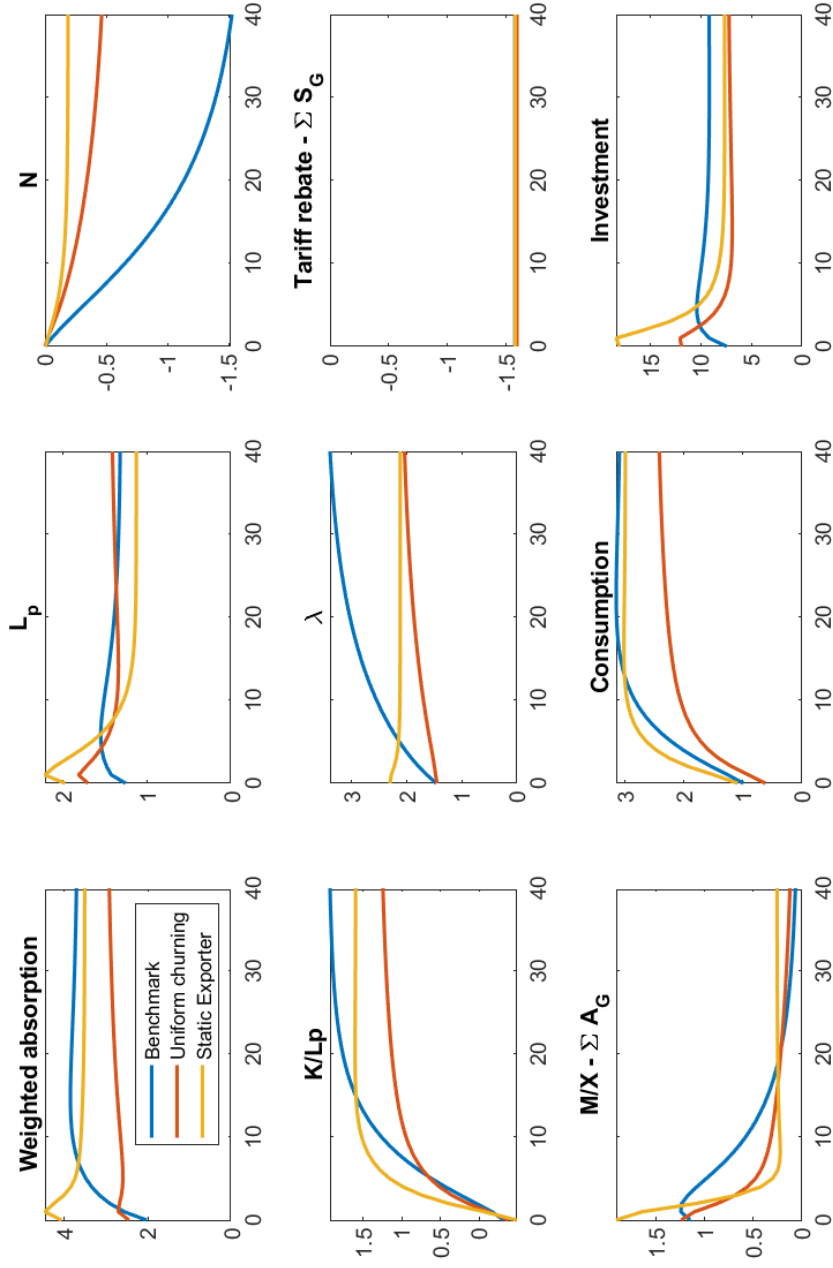 Weighted absorption
4
2
0
Benchmark
Uniform churning
Static Exporter
0 10 20 30 40
L_p
2
1
0
0 10 20 30 40
N
0
-0.5
-1
-1.5
0 10 20 30 40
K/Lp
1.5
1
0.5
0
0 10 20 30 40
λ
3
2
1
0
0 10 20 30 40
Tariff rebate - Σ S_G
0
-0.5
-1
-1.5
0 10 20 30 40
M/X - Σ A_G
1.5
1
0.5
0
0 10 20 30 40
Consumption
3
2
1
0
0 10 20 30 40
Investment
15
10
5
0
0 10 20 30 40